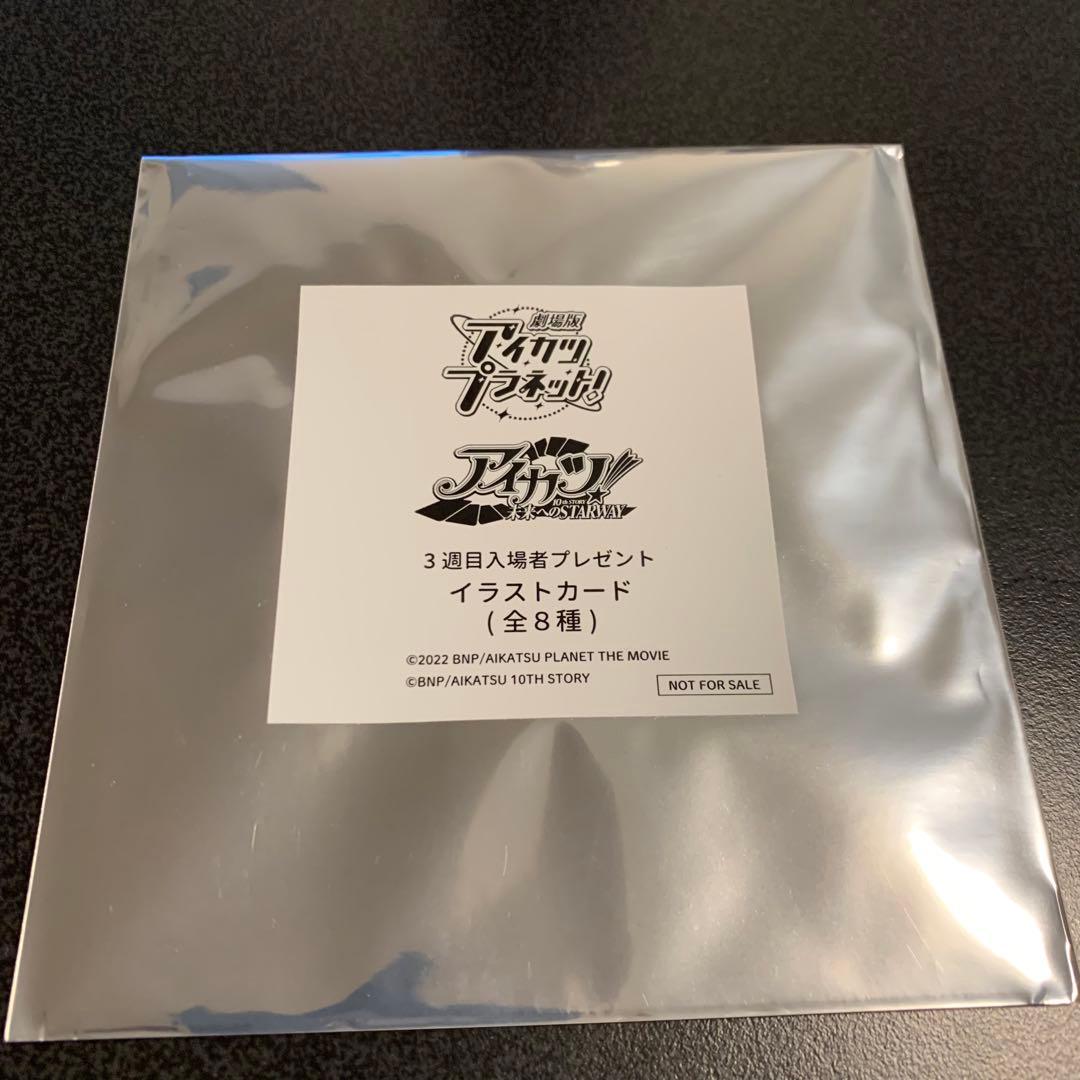 劇場版
アイカツ
プラネット!
アイカツ!
10th STORY
未来へのSTARWAY
3週目入場者プレゼント
イラストカード
(全8種)
©2022 BNP/AIKATSU PLANET THE MOVIE
©BNP/AIKATSU 10TH STORY
NOT FOR SALE